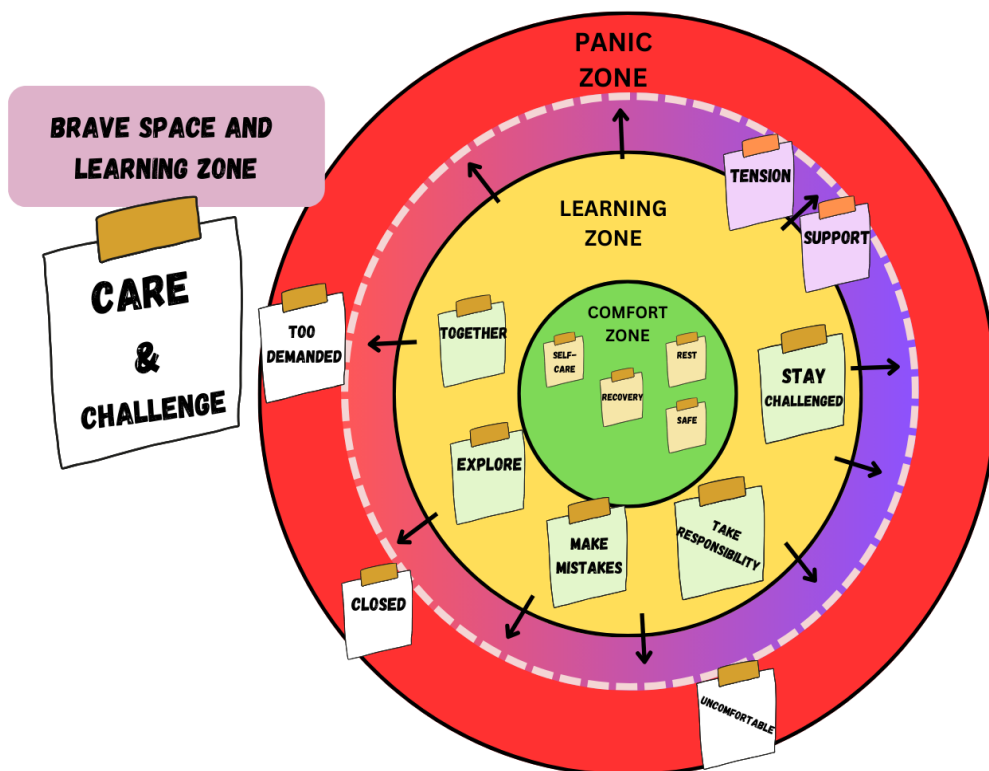 BRAVE SPACE AND
LEARNING ZONE
CARE
&
CHALLENGE
PANIC
ZONE
TENSION
SUPPORT
LEARNING
ZONE
COMFORT
ZONE
SELF-
CARE
REST
RECOVERY
SAFE
TOO
DEMANDED
TOGETHER
STAY
CHALLENGED
EXPLORE
MAKE
MISTAKES
TAKE
RESPONSIBILITY
CLOSED
UNCOMFORTABLE